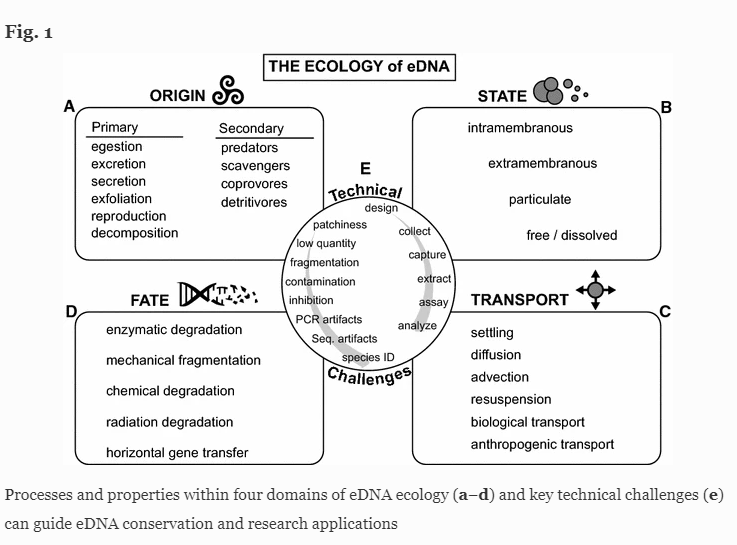 Fig. 1
THE ECOLOGY of eDNA
A
ORIGIN
Primary
egestion
excretion
secretion
exfoliation
reproduction
decomposition
Secondary
predators
scavengers
coprovores
detritivores
STATE
B
intramembranous
extramembranous
particulate
free / dissolved
E
Technical
design
collect
capture
extract
assay
analyze
patchiness
low quantity
fragmentation
contamination
inhibition
PCR artifacts
Seq. artifacts
species ID
Challenges
D
FATE
enzymatic degradation
mechanical fragmentation
chemical degradation
radiation degradation
horizontal gene transfer
TRANSPORT
C
settling
diffusion
advection
resuspension
biological transport
anthropogenic transport
Processes and properties within four domains of eDNA ecology (a–d) and key technical challenges (e)
can guide eDNA conservation and research applications